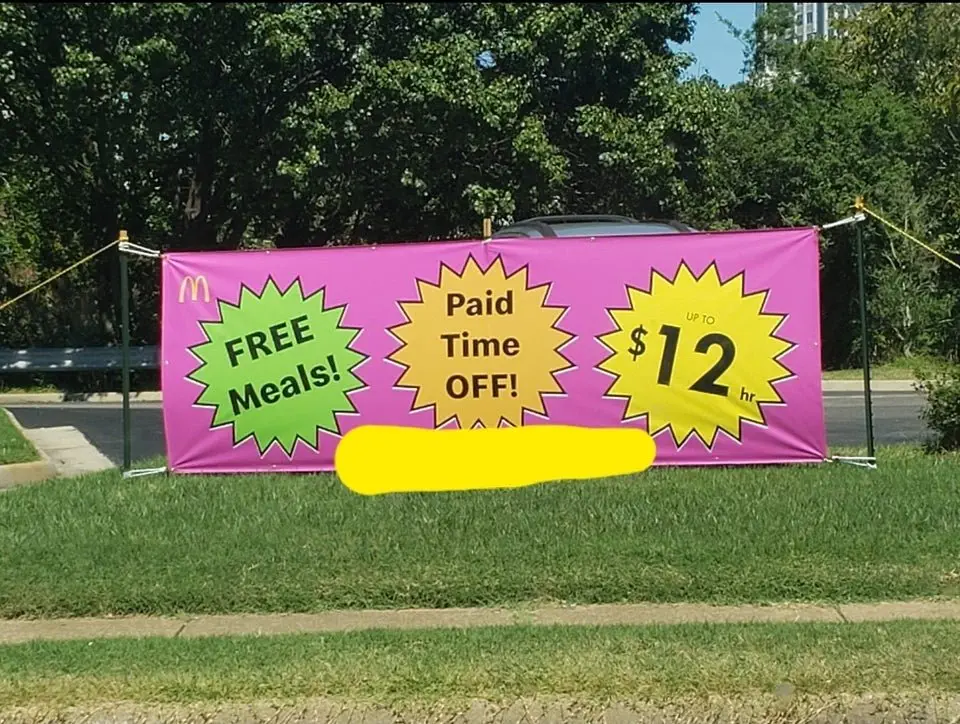 FREE
Meals!
Paid
Time
OFF!
UP TO
$12
hr